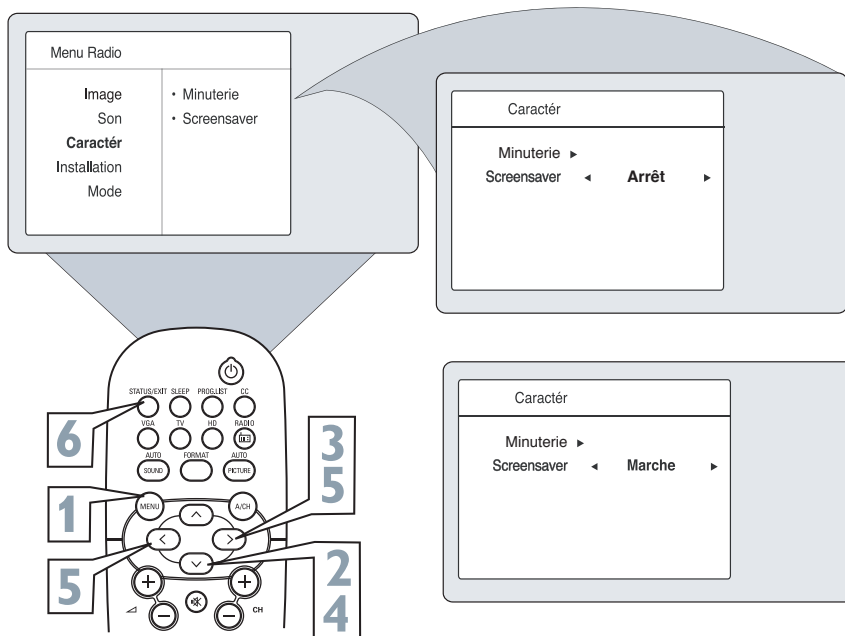 Menu Radio
Image
Son
Caractér
Installation
Mode
• Minuterie
• Screensaver
Caractér
Minuterie ▸
Screensaver ◂ Arrêt ▸
STATUS/EXIT SLEEP PROG.LIST CC
VGA TV HD RADIO
AUTO FORMAT AUTO
SOUND PICTURE
MENU A/CH
CH
6
1
5
3
5
2
4
Caractér
Minuterie ▸
Screensaver ◂ Marche ▸